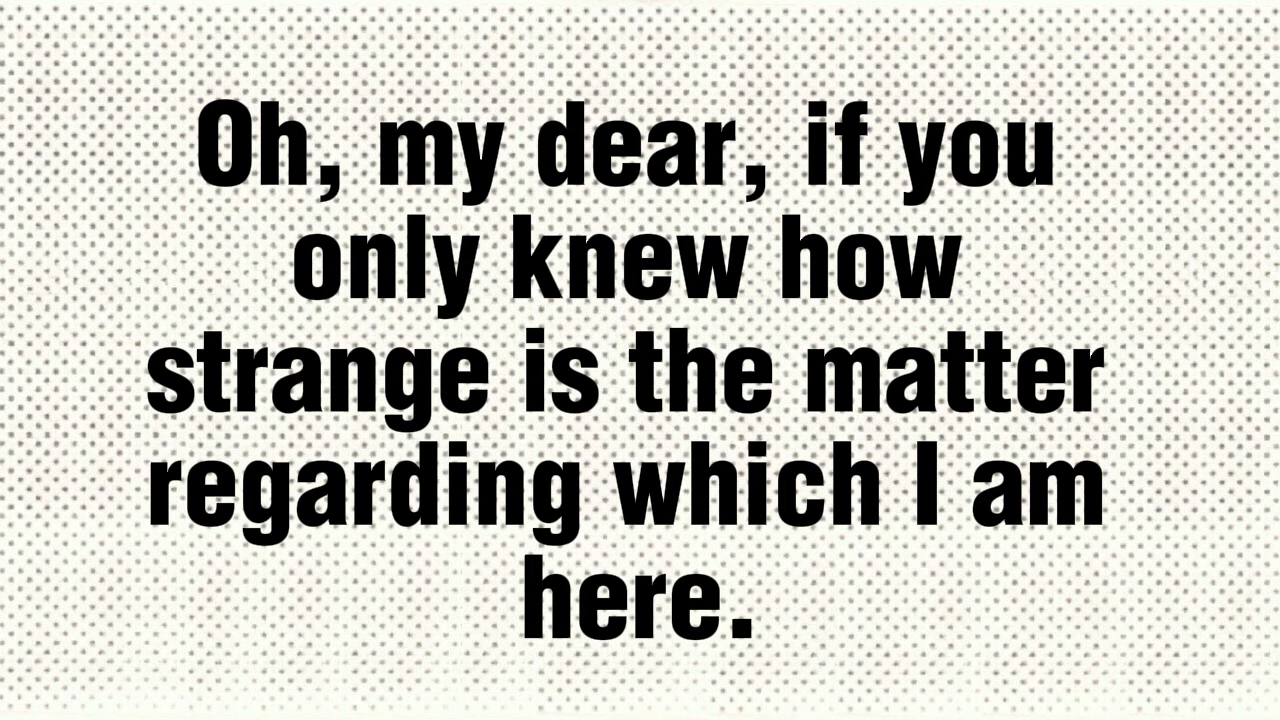 Oh, my dear, if you
only knew how
strange is the matter
regarding which I am
here.